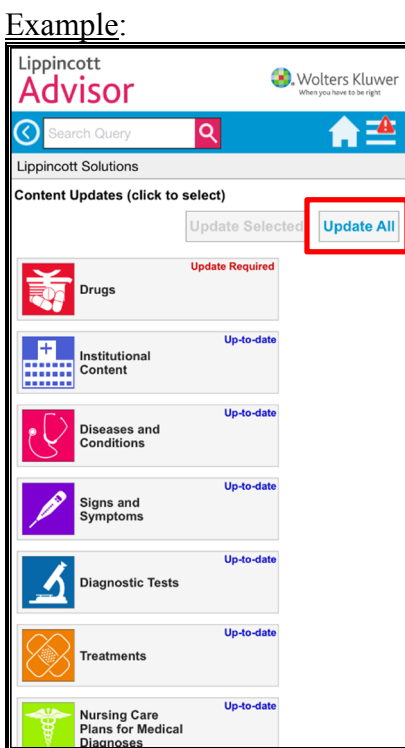 Example:
Lippincott
Advisor
Wolters Kluwer
When you have to be right
Search Query
Lippincott Solutions
Content Updates (click to select)
Update Selected
Update All
Update Required
Drugs
Up-to-date
Institutional
Content
Up-to-date
Diseases and
Conditions
Up-to-date
Signs and
Symptoms
Up-to-date
Diagnostic Tests
Up-to-date
Treatments
Up-to-date
Nursing Care
Plans for Medical
Diagnoses